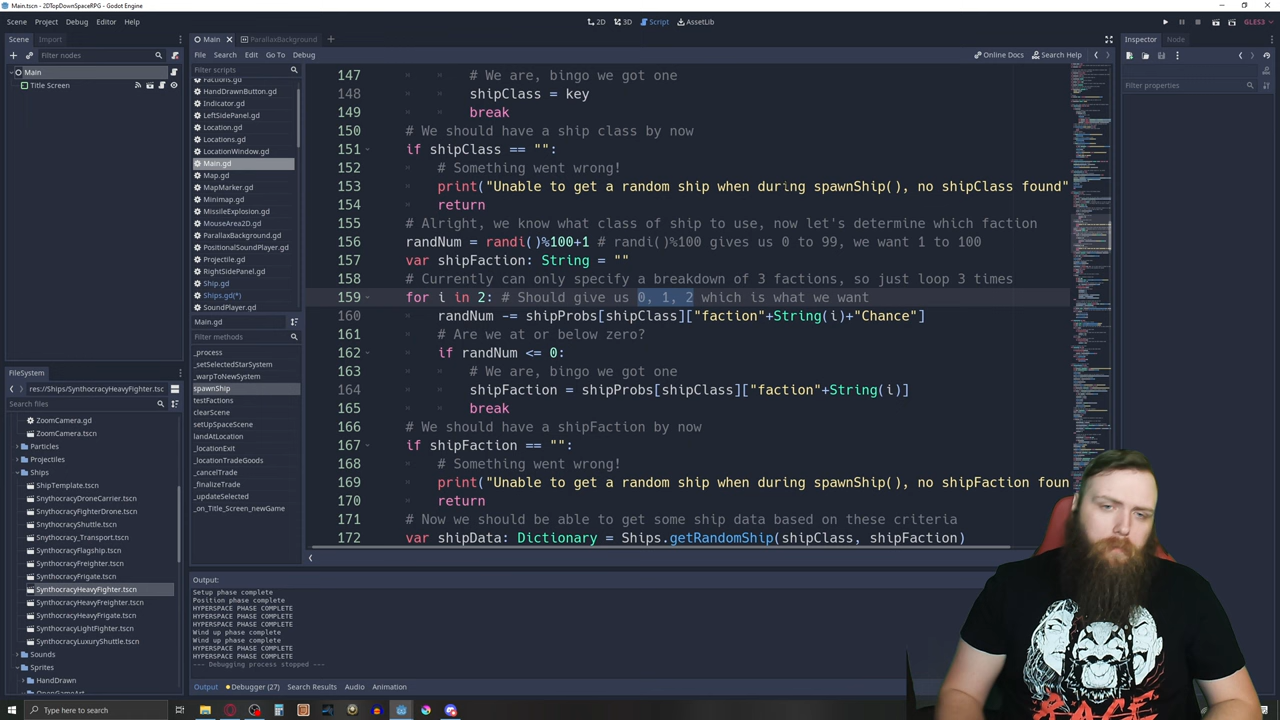 Main.tscn - 2DTopDownSpaceRPG - Godot Engine
Scene Project Debug Editor Help
2D 3D Script AssetLib
GLES3
Scene Import
Filter nodes
Main
Title Screen
FileSystem
res://Ships/SynthocracyHeavyFighter.tsc
Search files
ZoomCamera.gd
ZoomCamera.tscn
Particles
Projectiles
Ships
ShipTemplate.tscn
SnythocracyDroneCarrier.tscn
SnythocracyFighterDrone.tscn
SnythocracyShuttle.tscn
Synthocracy_Transport.tscn
SynthocracyFlagship.tscn
SynthocracyFreighter.tscn
SynthocracyFrigate.tscn
SynthocracyHeavyFighter.tscn
SynthocracyHeavyFreighter.tscn
SynthocracyHeavyFrigate.tscn
SynthocracyLightFighter.tscn
SynthocracyLuxuryShuttle.tscn
Sounds
Sprites
HandDrawn
OpenGameArt
Main ParallaxBackground
File Search Edit Go To Debug
Online Docs Search Help
Filter scripts
Factions.gd
HandDrawnButton.gd
Indicator.gd
LeftSidePanel.gd
Location.gd
Locations.gd
LocationWindow.gd
Main.gd
Map.gd
MapMarker.gd
Minimap.gd
MissileExplosion.gd
MouseArea2D.gd
ParallaxBackground.gd
PositionalSoundPlayer.gd
Projectile.gd
RightSidePanel.gd
Ship.gd
Ships.gd(*)
SoundPlayer.gd
Main.gd
Filter methods
_process
_setSelectedStarSystem
_warpToNewSystem
spawnShip
testFactions
clearScene
setUpSpaceScene
landAtLocation
_locationExit
_locationTradeGoods
_cancelTrade
_finalizeTrade
_updateSelected
_on_Title_Screen_newGame
147 # We are, bingo we got one
148 shipClass = key
149 break
150 # We should have a ship class by now
151 if shipClass == "":
152 # Something went wrong!
153 print("Unable to get a random ship when during spawnShip(), no shipClass found"
154 return
155 # Alright, we know what class of ship to use, now let's determine which faction
156 randNum = randi()%100+1 # randi()%100 gives us 0 to 99, we want 1 to 100
157 var shipFaction: String = ""
158 # Currently can only specify a breakdown of 3 factions, so just loop 3 times
159 for i in 2: # Should give us 0, 1, 2 which is what we want
160 randNum -= shipProbs[shipClass]["faction"+String(i)+"Chance"]
161 # Are we at or below zero?
162 if randNum <= 0:
163 # We are, bingo we got one
164 shipFaction = shipProbs[shipClass]["faction"+String(i)]
165 break
166 # We should have a shipFaction by now
167 if shipFaction == "":
168 # Something went wrong!
169 print("Unable to get a random ship when during spawnShip(), no shipFaction foun
170 return
171 # Now we should be able to get some ship data based on these criteria
172 var shipData: Dictionary = Ships.getRandomShip(shipClass, shipFaction)
Output:
Setup phase complete
Position phase complete
HYPERSPACE PHASE COMPLETE
HYPERSPACE PHASE COMPLETE
HYPERSPACE PHASE COMPLETE
Wind up phase complete
Wind up phase complete
HYPERSPACE PHASE COMPLETE
HYPERSPACE PHASE COMPLETE
--- Debugging process stopped ---
Output Debugger (27) Search Results Audio Animation
Inspector Node
Filter properties
Type here to search
RAGE